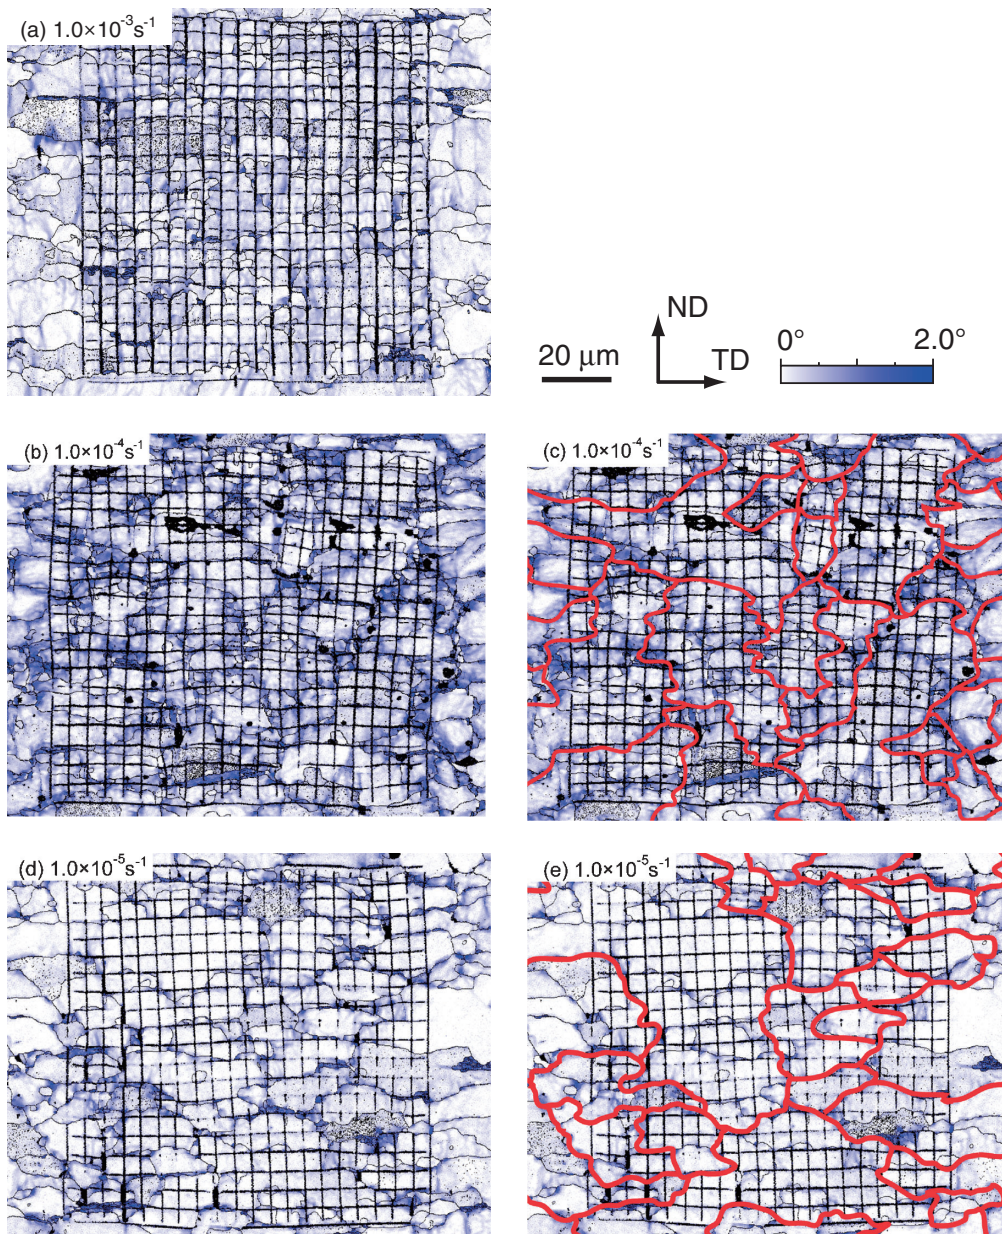 (a) 1.0×10⁻³s⁻¹
ND
0° 2.0°
20 μm TD
(b) 1.0×10⁻⁴s⁻¹
(c) 1.0×10⁻⁴s⁻¹
(d) 1.0×10⁻⁵s⁻¹
(e) 1.0×10⁻⁵s⁻¹